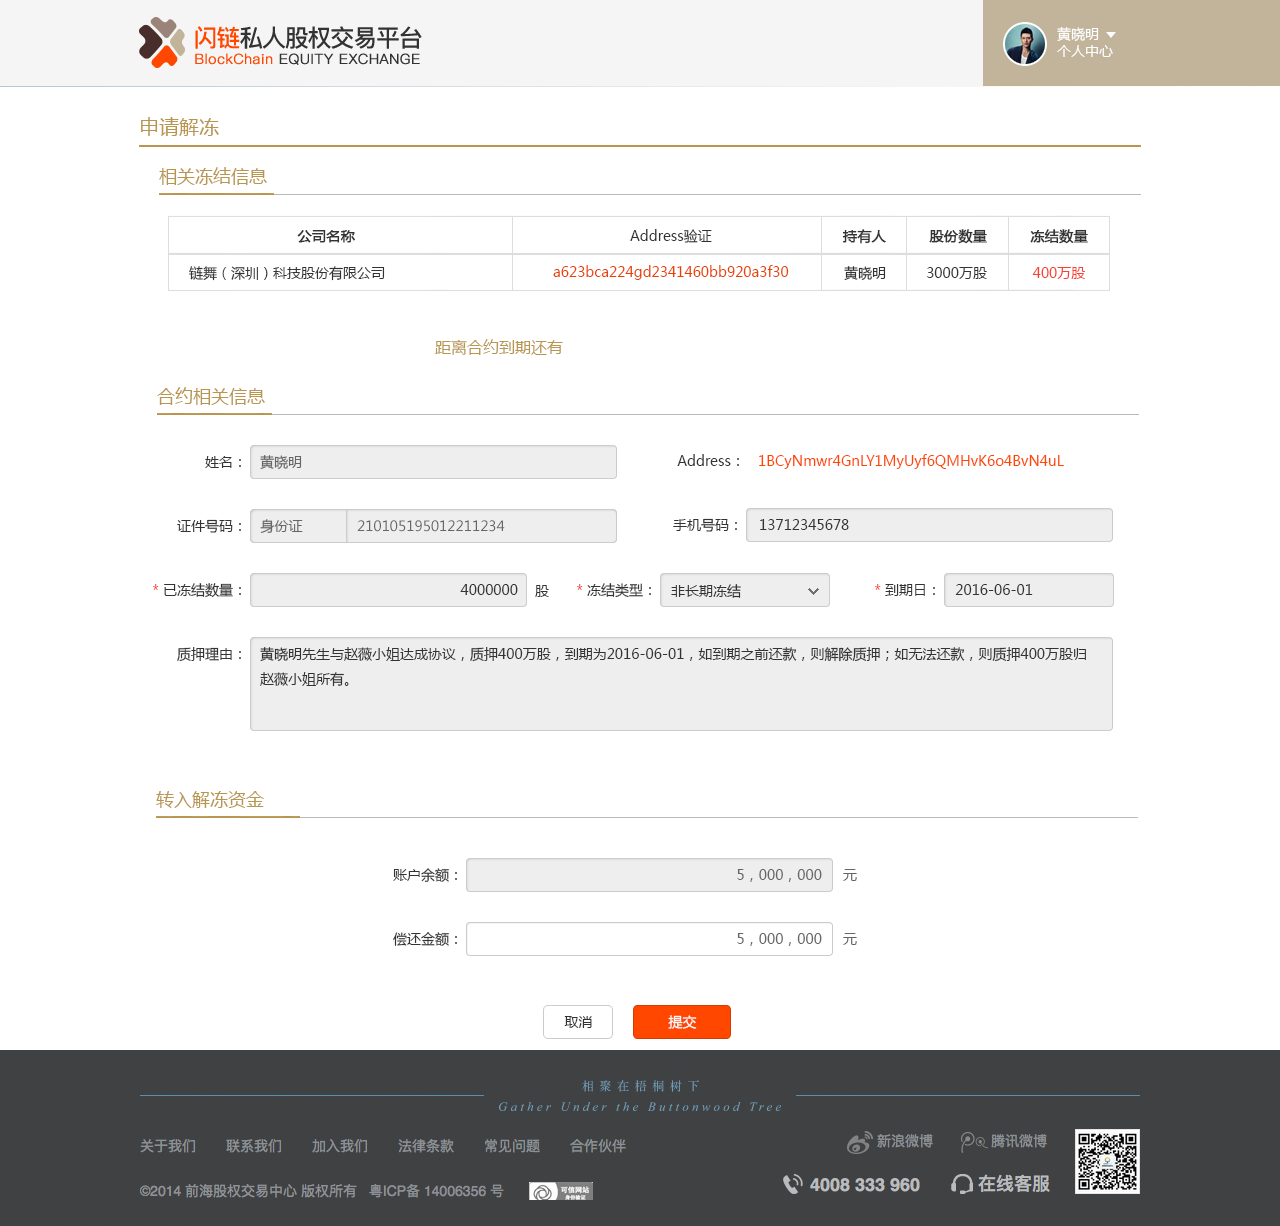 闪链私人股权交易平台
BlockChain EQUITY EXCHANGE
黄晓明
个人中心
申请解冻
相关冻结信息
公司名称 Address验证 持有人 股份数量 冻结数量
链舞（深圳）科技股份有限公司 a623bca224gd2341460bb920a3f30 黄晓明 3000万股 400万股
距离合约到期还有
合约相关信息
姓名： 黄晓明 Address： 1BCyNmwr4GnLY1MyUyf6QMHvK6o4BvN4uL
证件号码： 身份证 210105195012211234 手机号码： 13712345678
* 已冻结数量： 4000000 股 * 冻结类型： 非长期冻结 * 到期日： 2016-06-01
质押理由： 黄晓明先生与赵薇小姐达成协议，质押400万股，到期为2016-06-01，如到期之前还款，则解除质押；如无法还款，则质押400万股归
赵薇小姐所有。
转入解冻资金
账户余额： 5，000，000 元
偿还金额： 5，000，000 元
取消 提交
相聚在梧桐树下
Gather Under the Buttonwood Tree
关于我们 联系我们 加入我们 法律条款 常见问题 合作伙伴 新浪微博 腾讯微博
©2014 前海股权交易中心 版权所有 粤ICP备 14006356 号 可信网站
身份验证
4008 333 960 在线客服